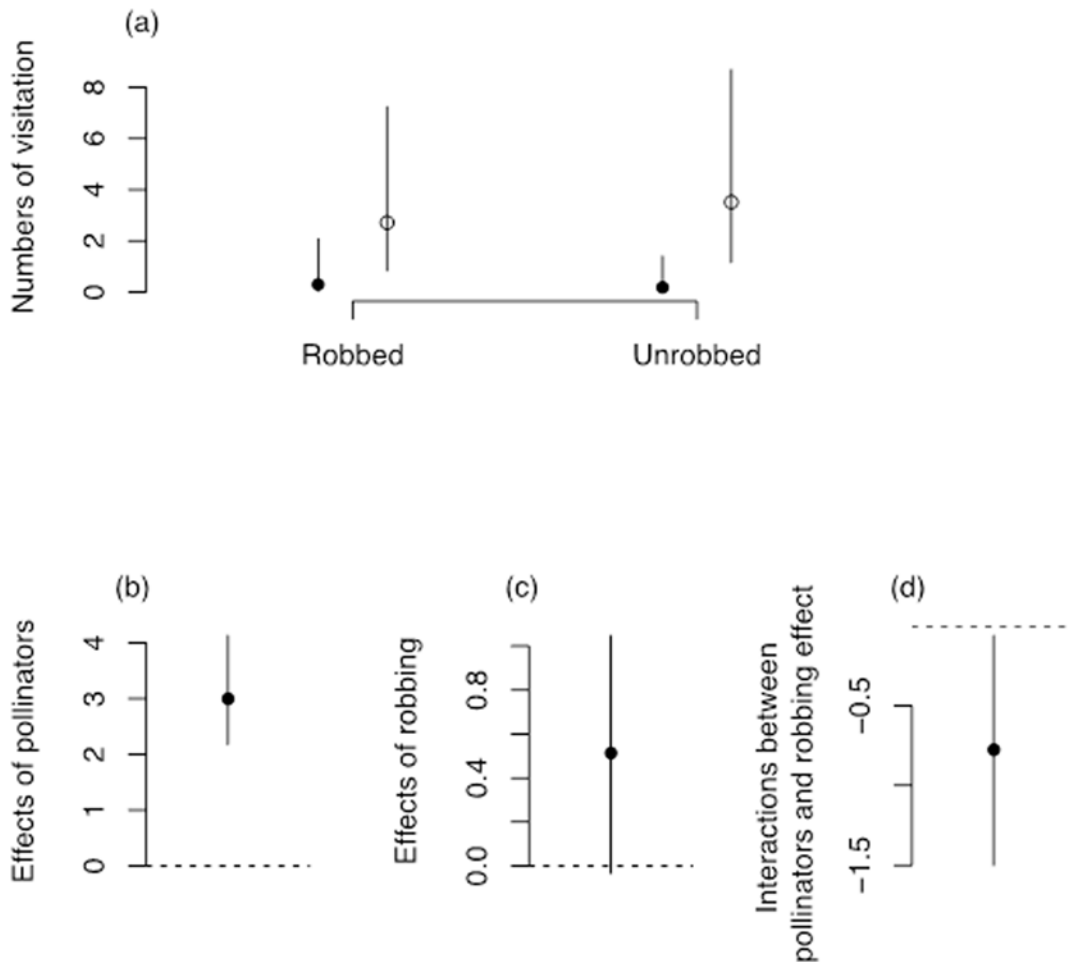 (a)
Numbers of visitation
8
6
4
2
0
Robbed
Unrobbed
(b)
Effects of pollinators
4
3
2
1
0
(c)
Effects of robbing
0.8
0.4
0.0
(d)
Interactions between
pollinators and robbing effect
−0.5
−1.5